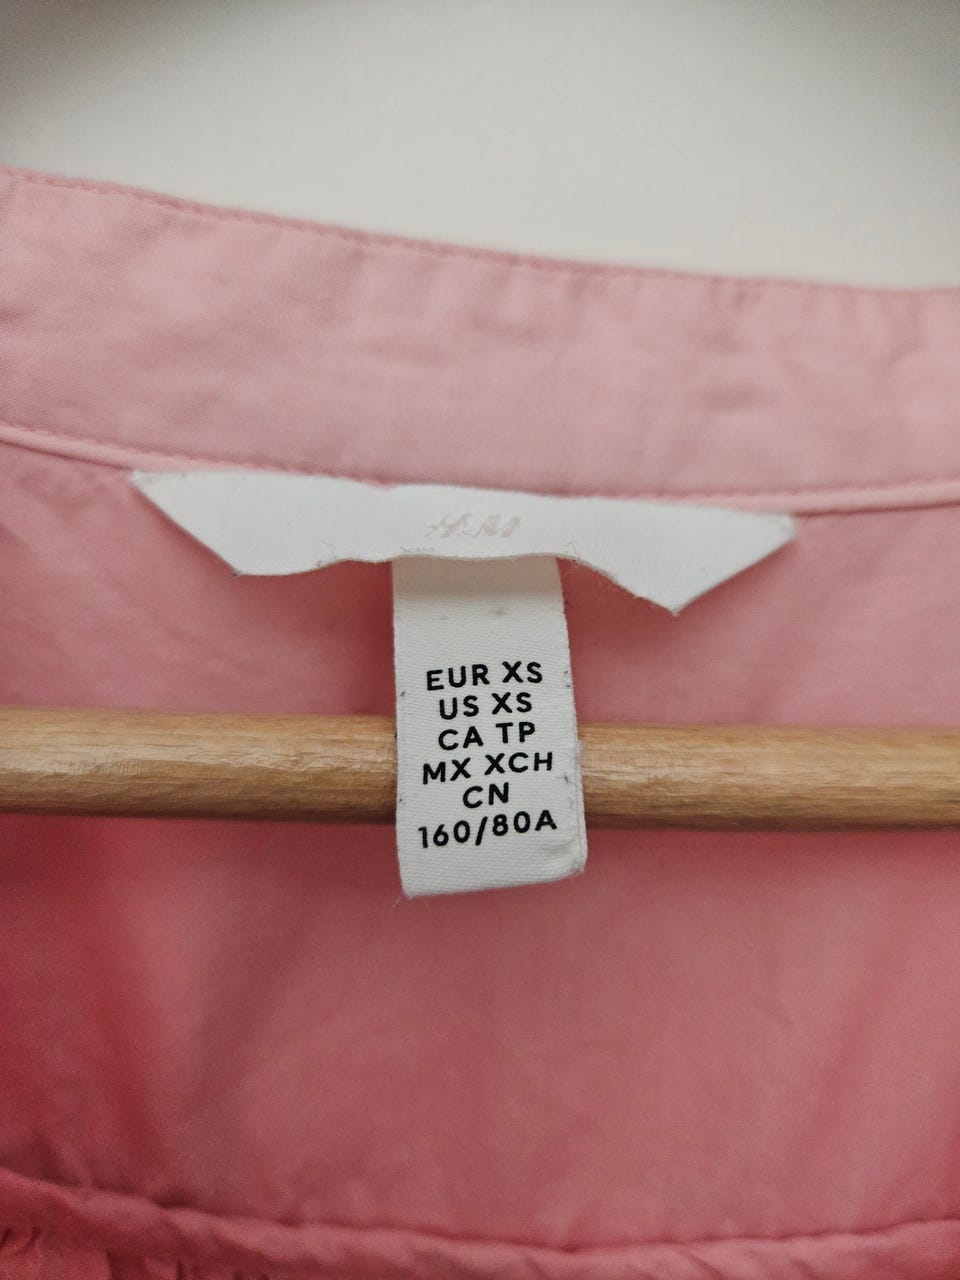 H&M
EUR XS
US XS
CA TP
MX XCH
CN
160/80A